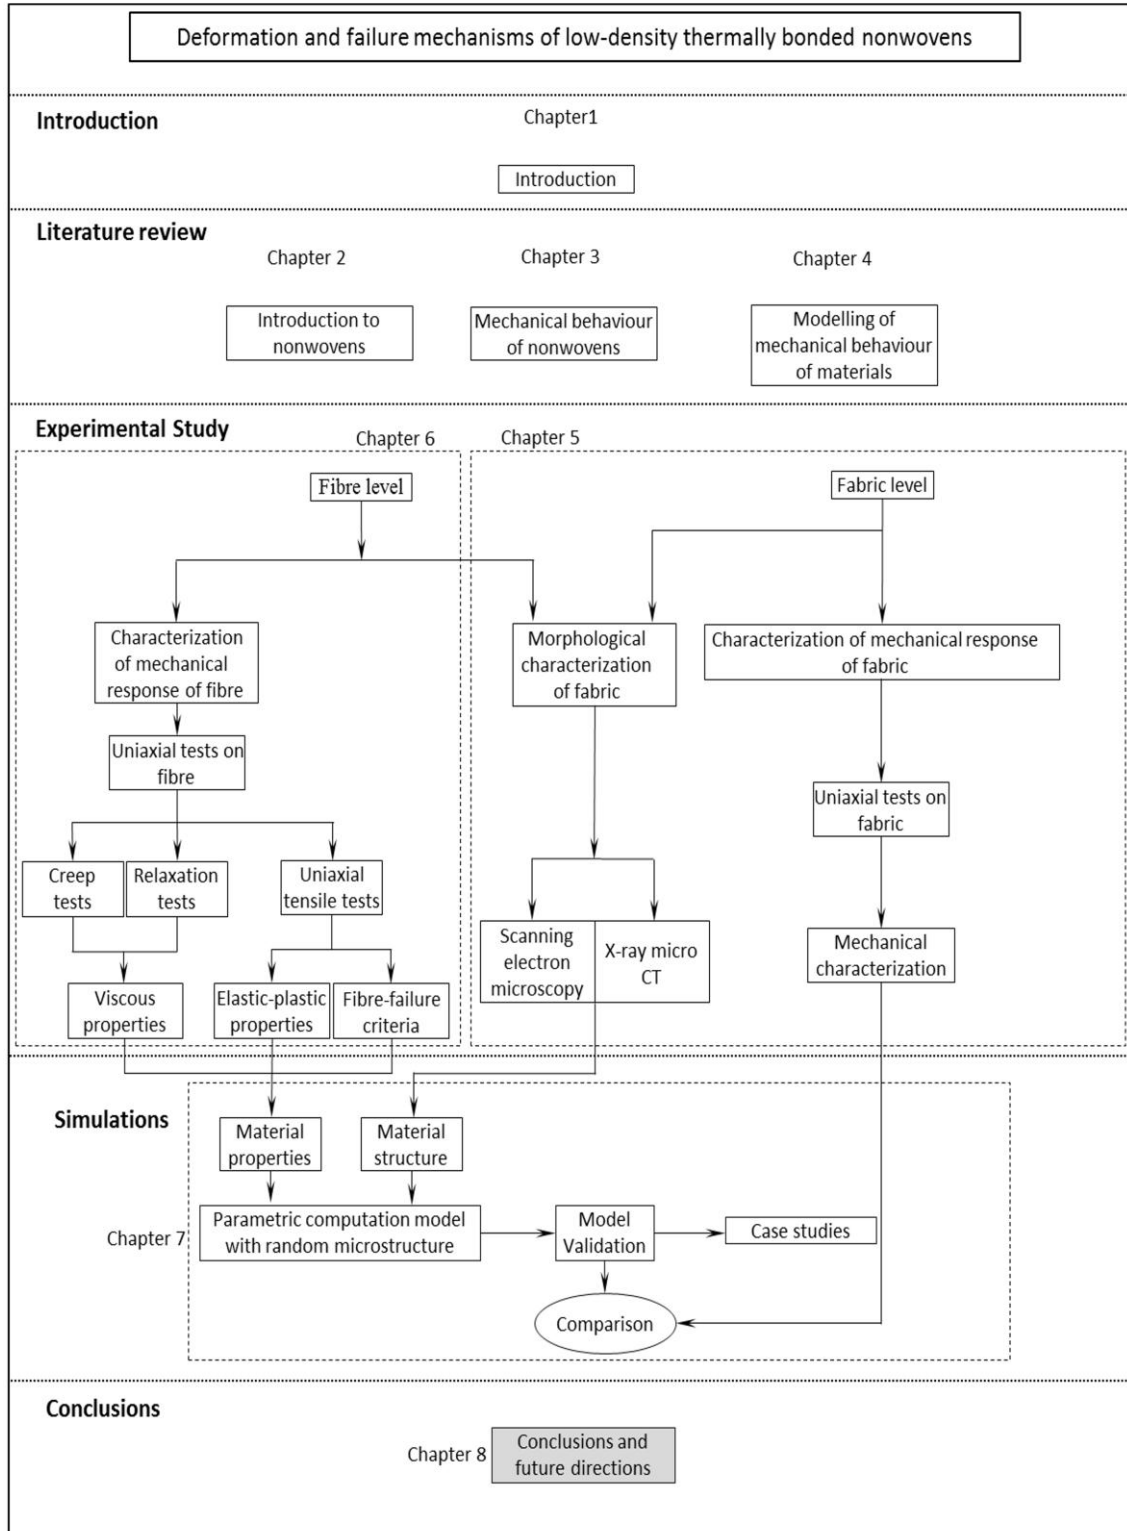 Deformation and failure mechanisms of low-density thermally bonded nonwovens
Introduction
Chapter1
Introduction
Literature review
Chapter 2
Chapter 3
Chapter 4
Introduction to
nonwovens
Mechanical behaviour
of nonwovens
Modelling of
mechanical behaviour
of materials
Experimental Study
Chapter 6
Chapter 5
Fibre level
Fabric level
Characterization
of mechanical
response of fibre
Morphological
characterization
of fabric
Characterization of mechanical response
of fabric
Uniaxial tests on
fibre
Uniaxial tests on
fabric
Creep
tests
Relaxation
tests
Uniaxial
tensile tests
Scanning
electron
microscopy
X-ray micro
CT
Mechanical
characterization
Viscous
properties
Elastic-plastic
properties
Fibre-failure
criteria
Simulations
Material
properties
Material
structure
Chapter 7
Parametric computation model
with random microstructure
Model
Validation
Case studies
Comparison
Conclusions
Chapter 8
Conclusions and
future directions